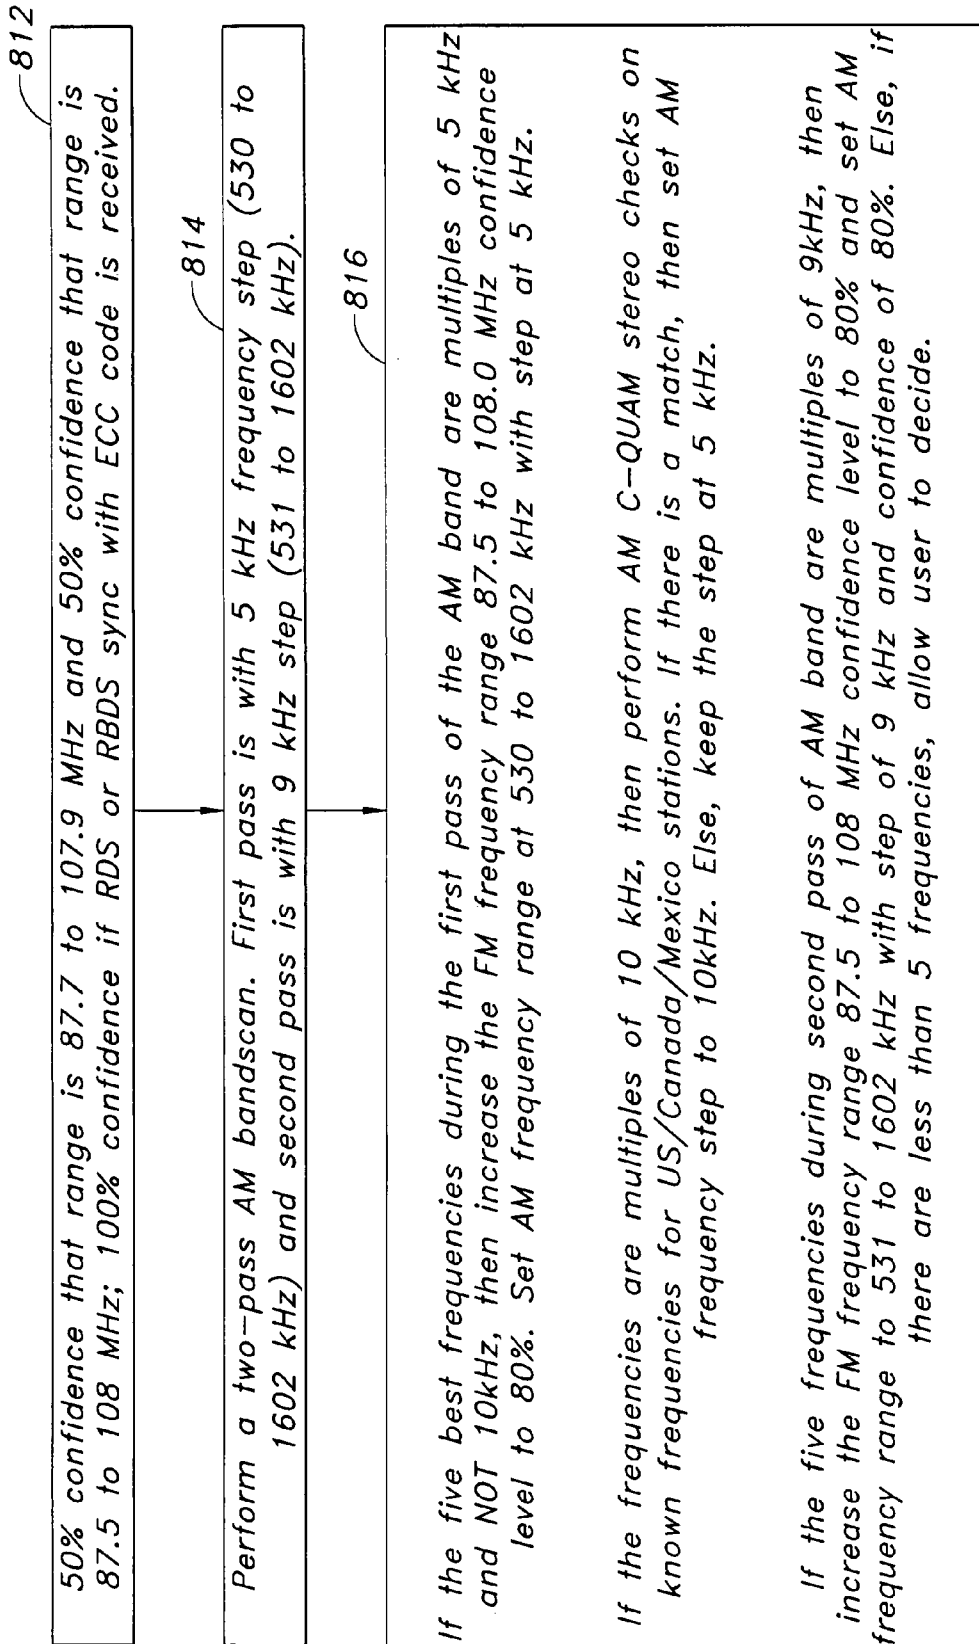 812
50% confidence that range is 87.7 to 107.9 MHz and 50% confidence that range is
87.5 to 108 MHz; 100% confidence if RDS or RBDS sync with ECC code is received.
814
Perform a two-pass AM bandscan. First pass is with 5 kHz frequency step (530 to
1602 kHz) and second pass is with 9 kHz step (531 to 1602 kHz).
816
If the five best frequencies during the first pass of the AM band are multiples of 5 kHz
and NOT 10kHz, then increase the FM frequency range 87.5 to 108.0 MHz confidence
level to 80%. Set AM frequency range at 530 to 1602 kHz with step at 5 kHz.
If the frequencies are multiples of 10 kHz, then perform AM C-QUAM stereo checks on
known frequencies for US/Canada/Mexico stations. If there is a match, then set AM
frequency step to 10kHz. Else, keep the step at 5 kHz.
If the five frequencies during second pass of AM band are multiples of 9kHz, then
increase the FM frequency range 87.5 to 108 MHz confidence level to 80% and set AM
frequency range to 531 to 1602 kHz with step of 9 kHz and confidence of 80%. Else, if
there are less than 5 frequencies, allow user to decide.